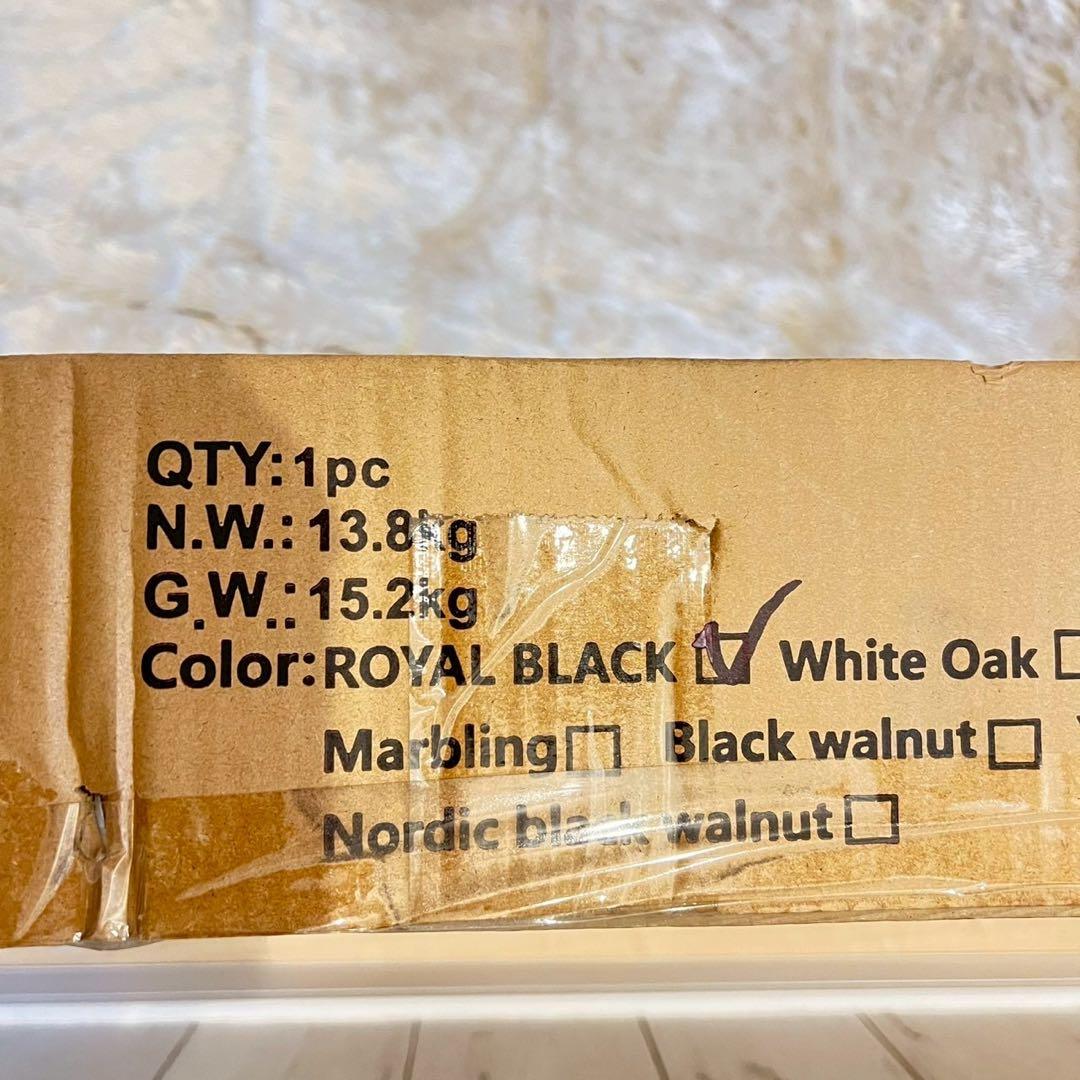 QTY:1pc
N.W.:13.8kg
G.W.:15.2kg
Color:ROYAL BLACK ☑ White Oak ☐
Marbling ☐ Black walnut ☐
Nordic black walnut ☐